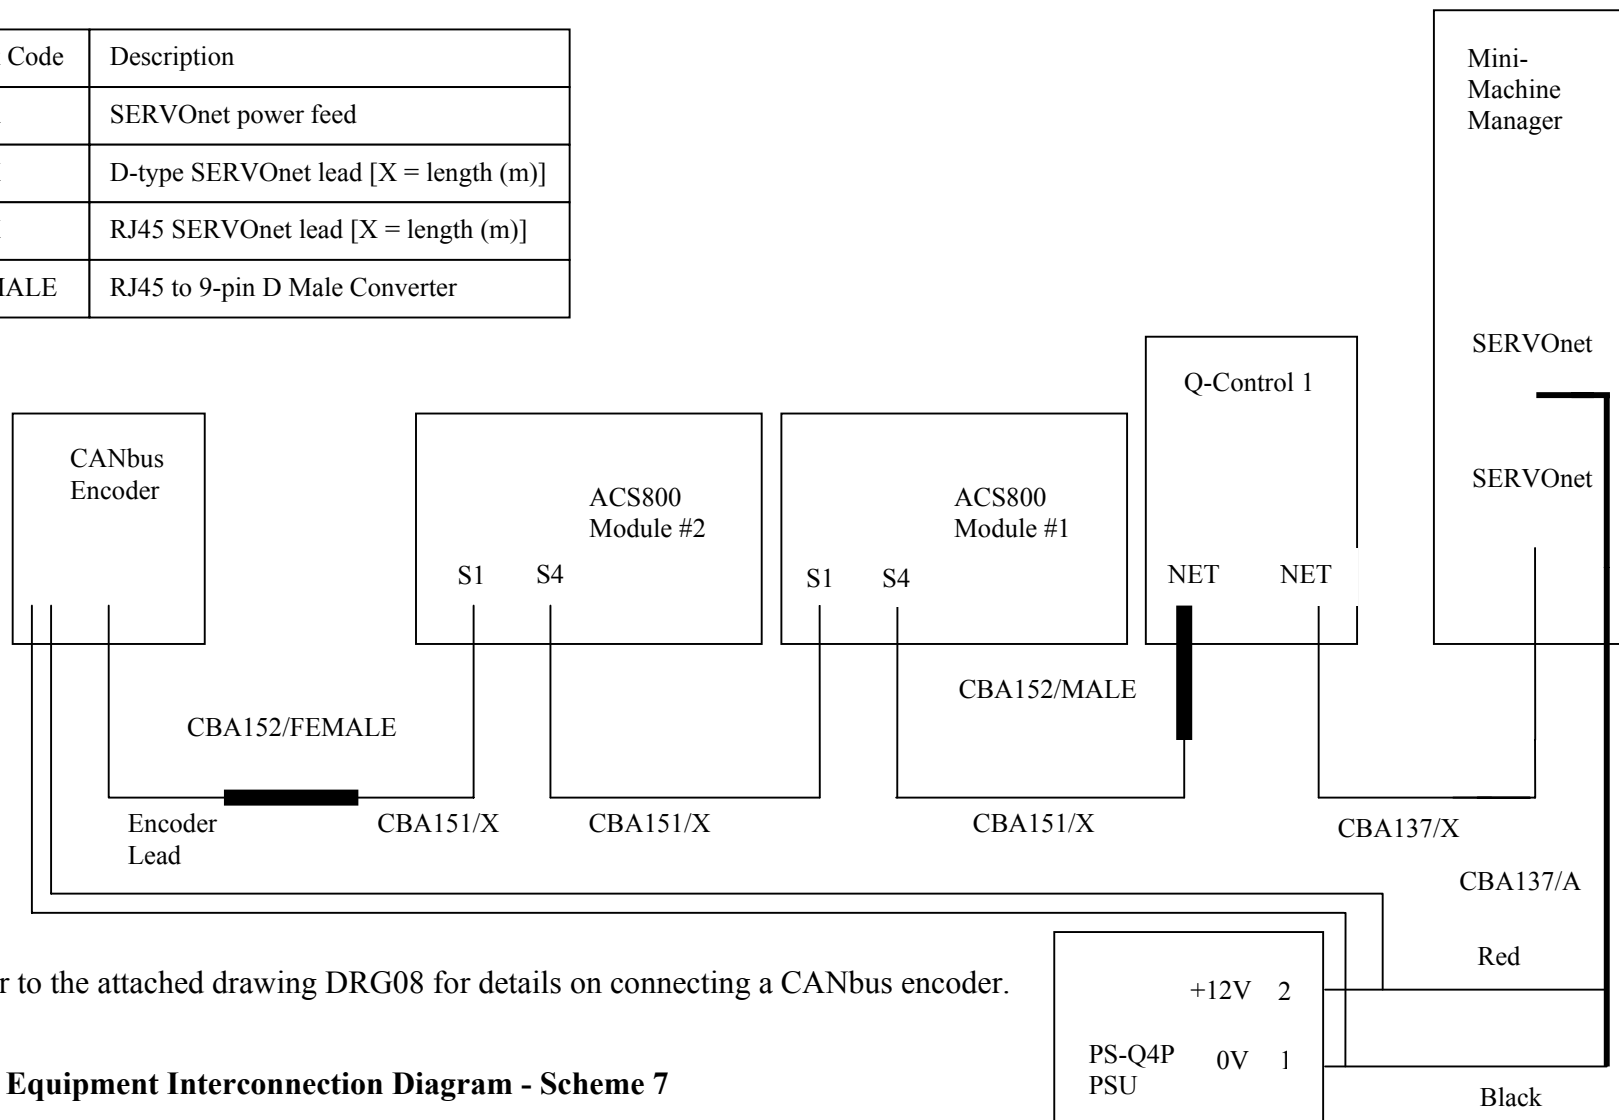 Code Description
SERVOnet power feed
D-type SERVOnet lead [X = length (m)]
RJ45 SERVOnet lead [X = length (m)]
MALE RJ45 to 9-pin D Male Converter
Mini-
Machine
Manager
SERVOnet
SERVOnet
Q-Control 1
NET NET
CANbus
Encoder
ACS800
Module #2
S1 S4
ACS800
Module #1
S1 S4
CBA152/MALE
CBA152/FEMALE
Encoder
Lead
CBA151/X
CBA151/X
CBA151/X
CBA137/X
CBA137/A
Red
r to the attached drawing DRG08 for details on connecting a CANbus encoder.
+12V 2
PS-Q4P
PSU
0V 1
Black
Equipment Interconnection Diagram - Scheme 7